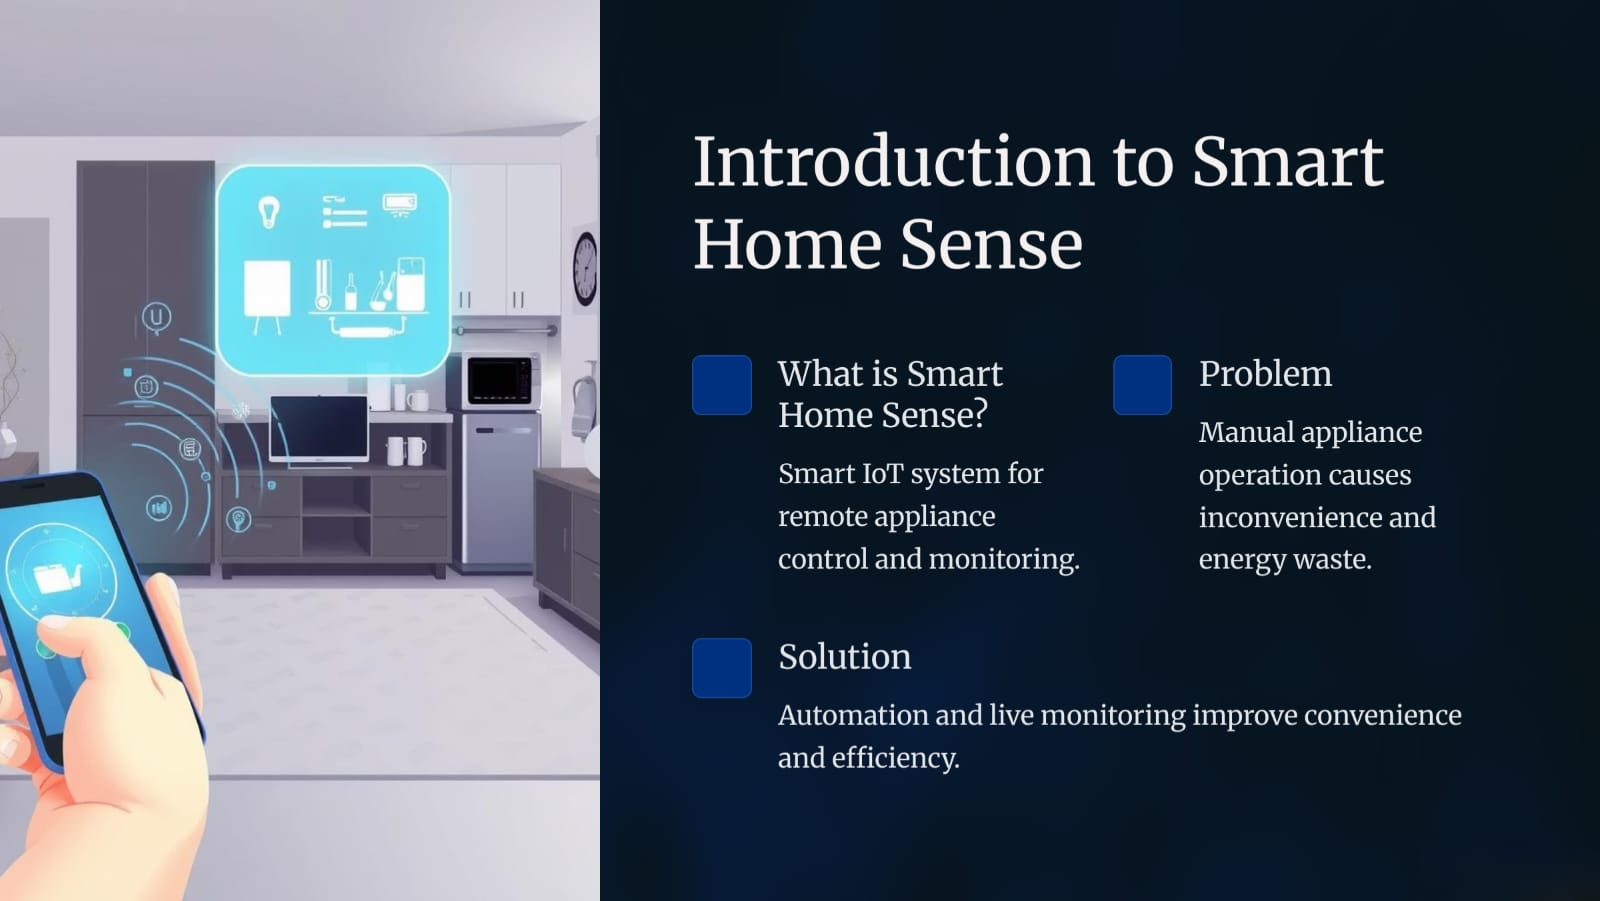 Introduction to Smart
Home Sense
What is Smart
Home Sense?
Smart IoT system for
remote appliance
control and monitoring.
Problem
Manual appliance
operation causes
inconvenience and
energy waste.
Solution
Automation and live monitoring improve convenience
and efficiency.